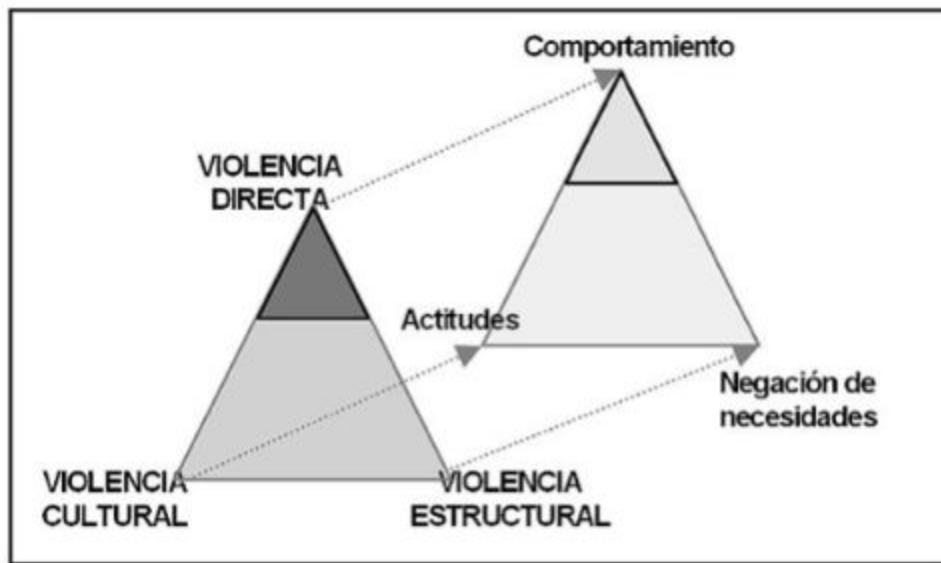 Comportamiento
VIOLENCIA
DIRECTA
Actitudes
Negación de
necesidades
VIOLENCIA
CULTURAL
VIOLENCIA
ESTRUCTURAL